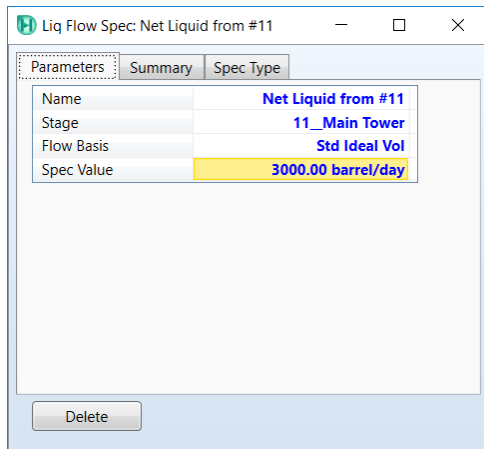 Liq Flow Spec: Net Liquid from #11
Parameters Summary Spec Type
Name Net Liquid from #11
Stage 11__Main Tower
Flow Basis Std Ideal Vol
Spec Value 3000.00 barrel/day
Delete